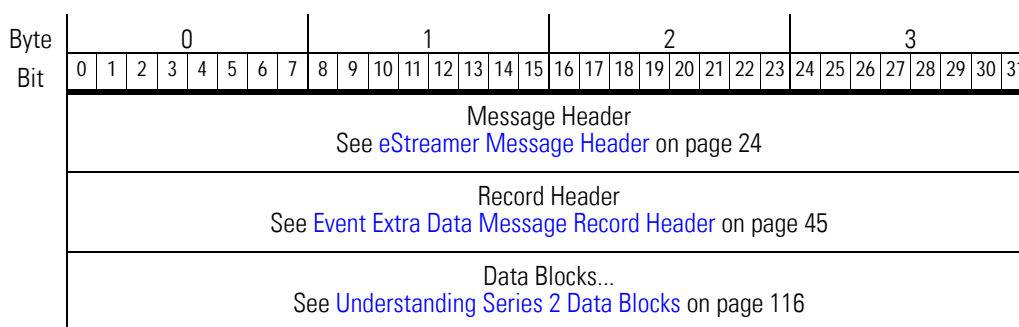 Byte 0 1 2 3
Bit 0 1 2 3 4 5 6 7 8 9 10 11 12 13 14 15 16 17 18 19 20 21 22 23 24 25 26 27 28 29 30 31
Message Header
See eStreamer Message Header on page 24
Record Header
See Event Extra Data Message Record Header on page 45
Data Blocks...
See Understanding Series 2 Data Blocks on page 116